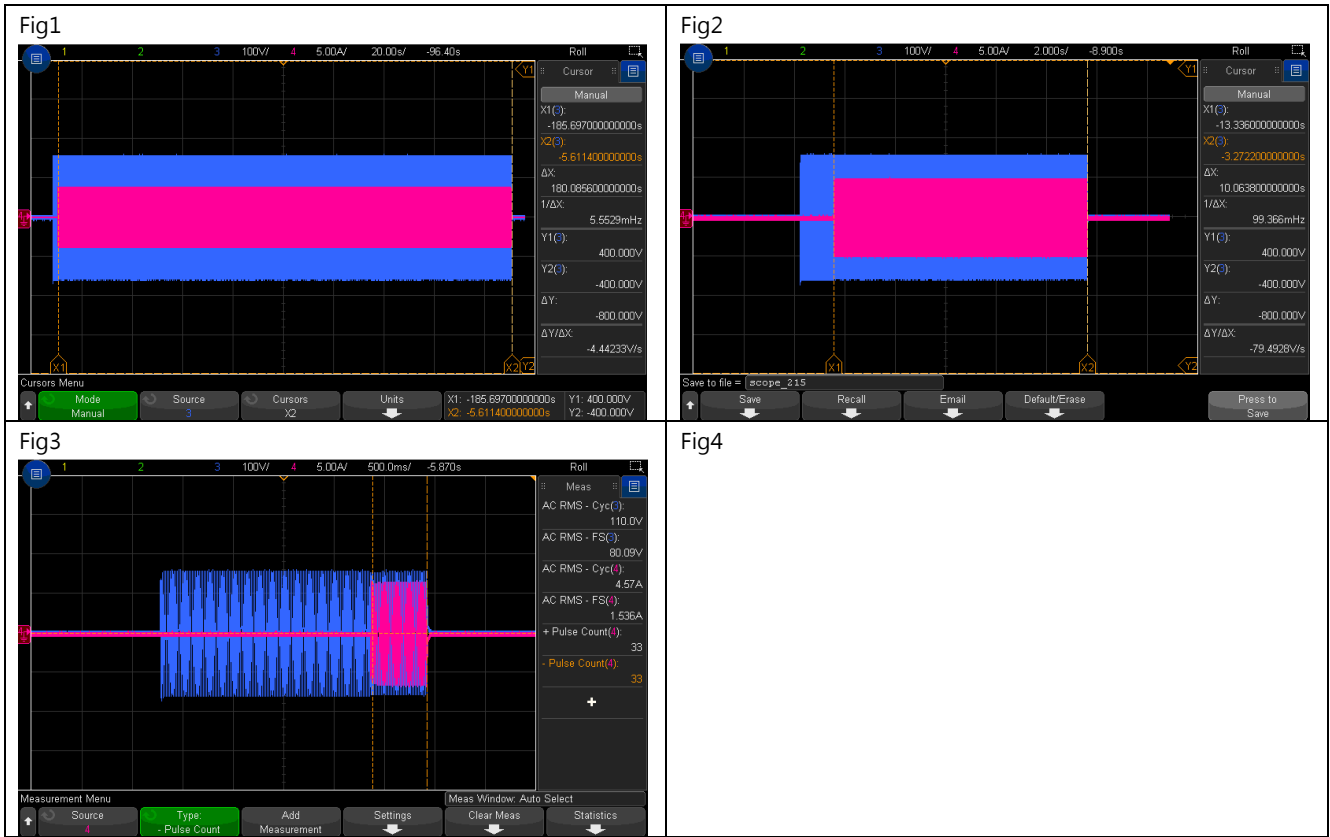 Fig1
1 2 3 100V/ 4 5.00A/ 20.00s/ -96.40s Roll
Y1
Cursor
Manual
X1(3):
-185.697000000000s
X2(3):
-5.611400000000s
ΔX:
180.085600000000s
1/ΔX:
5.5529mHz
Y1(3):
400.000V
Y2(3):
-400.000V
ΔY:
-800.000V
ΔY/ΔX:
-4.44233V/s
4
X1 X2 Y2
Cursors Menu
Mode
Manual
Source
3
Cursors
X2
Units
X1: -185.697000000000s
X2: -5.611400000000s
Y1: 400.000V
Y2: -400.000V
Fig2
1 2 3 100V/ 4 5.00A/ 2.000s/ -8.900s Roll
Y1
Cursor
Manual
X1(3):
-13.336000000000s
X2(3):
-3.272200000000s
ΔX:
10.063800000000s
1/ΔX:
99.366mHz
Y1(3):
400.000V
Y2(3):
-400.000V
ΔY:
-800.000V
ΔY/ΔX:
-79.4928V/s
4
X1 X2 Y2
Save to file = scope_215
Save
Recall
Email
Default/Erase
Press to
Save
Fig3
1 2 3 100V/ 4 5.00A/ 500.0ms/ -5.870s Roll
Meas
AC RMS - Cyc(3):
110.0V
AC RMS - FS(3):
80.09V
AC RMS - Cyc(4):
4.57A
AC RMS - FS(4):
1.536A
+ Pulse Count(4):
33
- Pulse Count(4):
33
+
4
Measurement Menu
Meas Window: Auto Select
Source
4
Type:
- Pulse Count
Add
Measurement
Settings
Clear Meas
Statistics
Fig4